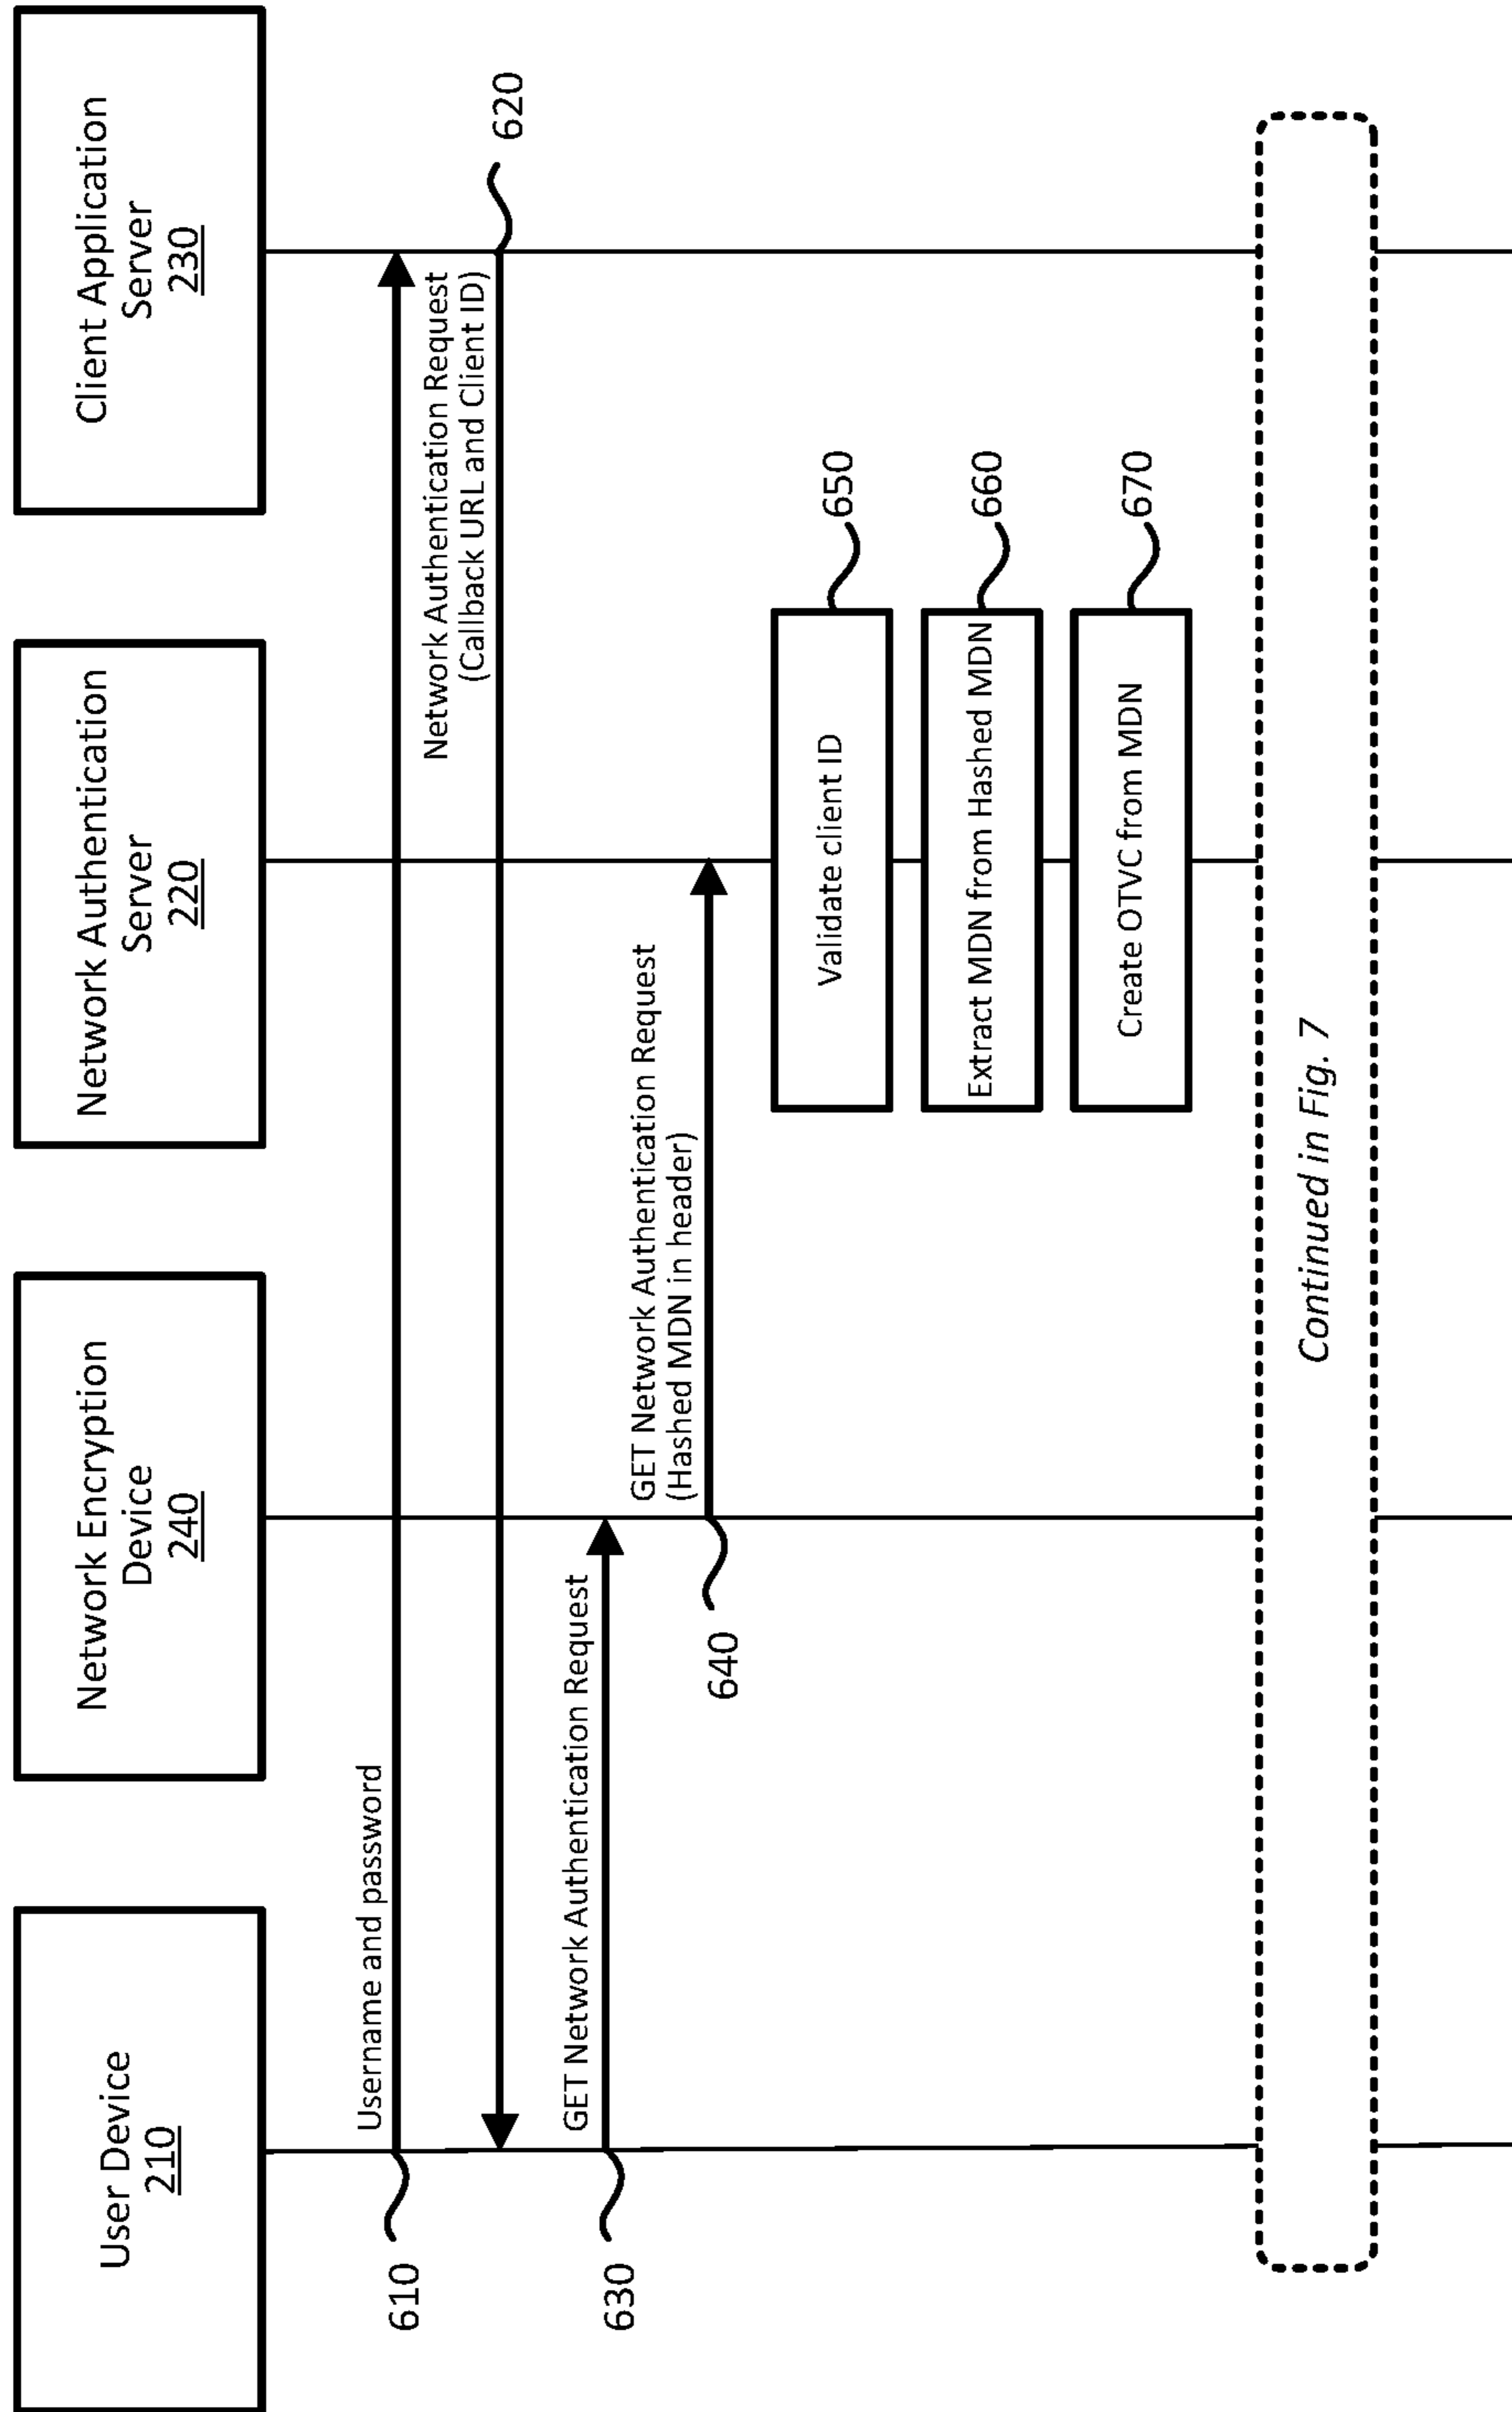 User Device
210
Network Encryption
Device
240
Network Authentication
Server
220
Client Application
Server
230
Username and password
610
Network Authentication Request
(Callback URL and Client ID)
620
GET Network Authentication Request
630
GET Network Authentication Request
(Hashed MDN in header)
640
Validate client ID
650
Extract MDN from Hashed MDN
660
Create OTVC from MDN
670
Continued in Fig. 7